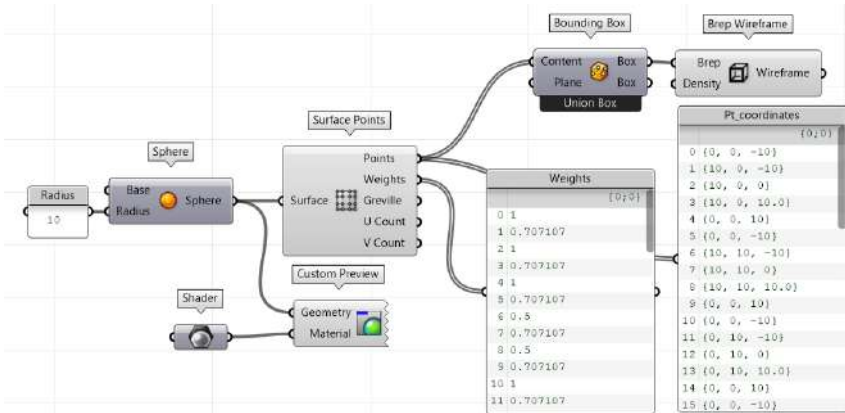 Bounding Box
Brep Wireframe
Content
Box
Plane
Box
Union Box
Brep
Density
Wireframe
Surface Points
Points
Weights
Surface
Greville
U Count
V Count
Sphere
Base
Radius
Sphere
Radius
10
Custom Preview
Geometry
Material
Shader
Weights
{0;0}
0 1
1 0.707107
2 1
3 0.707107
4 1
5 0.707107
6 0.5
7 0.707107
8 0.5
9 0.707107
10 1
11 0.707107
Pt_coordinates
{0;0}
0 {0, 0, -10}
1 {10, 0, -10}
2 {10, 0, 0}
3 {10, 0, 10.0}
4 {0, 0, 10}
5 {0, 0, -10}
6 {10, 10, -10}
7 {10, 10, 0}
8 {10, 10, 10.0}
9 {0, 0, 10}
10 {0, 0, -10}
11 {0, 10, -10}
12 {0, 10, 0}
13 {0, 10, 10.0}
14 {0, 0, 10}
15 {0, 0, -10}